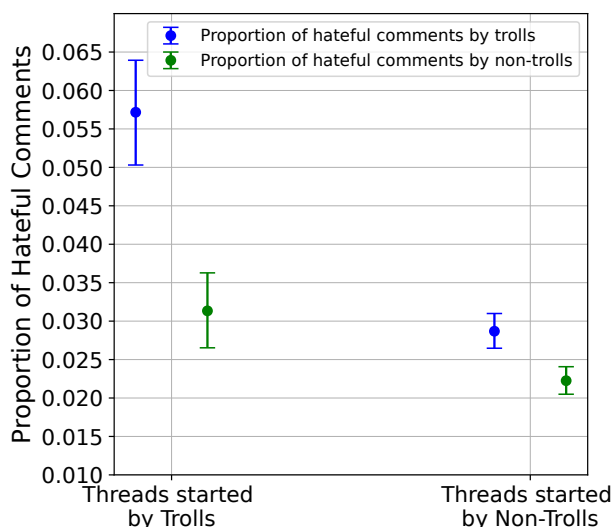 Proportion of hateful comments by trolls
Proportion of hateful comments by non-trolls
Proportion of Hateful Comments
0.065
0.060
0.055
0.050
0.045
0.040
0.035
0.030
0.025
0.020
0.015
0.010
Threads started
by Trolls
Threads started
by Non-Trolls